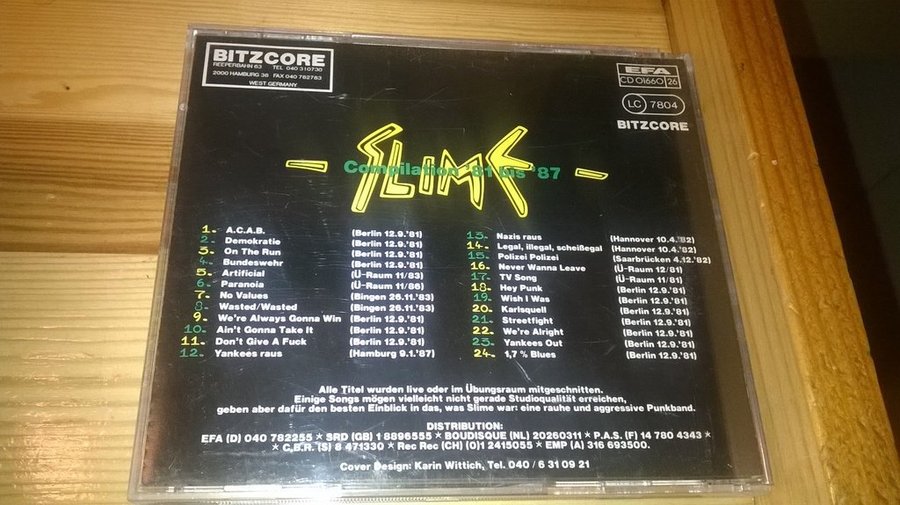 BITZCORE
REEPERBAHN 63 TEL 040 310730
2000 HAMBURG 36 FAX 040 782783
WEST GERMANY
EFA
CD 01660 26
LC 7804
BITZCORE
- SLIME -
Compilation '81 bis '87
1. A.C.A.B. (Berlin 12.9.'81)
2. Demokratie (Berlin 12.9.'81)
3. On The Run (Berlin 12.9.'81)
4. Bundeswehr (Berlin 12.9.'81)
5. Artificial (Ü-Raum 11/83)
6. Paranoia (Ü-Raum 11/86)
7. No Values (Bingen 26.11.'83)
8. Wasted/Wasted (Bingen 26.11.'83)
9. We're Always Gonna Win (Berlin 12.9.'81)
10. Ain't Gonna Take It (Berlin 12.9.'81)
11. Don't Give A Fuck (Berlin 12.9.'81)
12. Yankees raus (Hamburg 9.1.'87)
13. Nazis raus (Hannover 10.4.'82)
14. Legal, illegal, scheißegal (Hannover 10.4.'82)
15. Polizei Polizei (Saarbrücken 4.12.'82)
16. Never Wanna Leave (Ü-Raum 12/81)
17. TV Song (Ü-Raum 11/81)
18. Hey Punk (Berlin 12.9.'81)
19. Wish I Was (Berlin 12.9.'81)
20. Karlsquell (Berlin 12.9.'81)
21. Streetfight (Berlin 12.9.'81)
22. We're Alright (Berlin 12.9.'81)
23. Yankees Out (Berlin 12.9.'81)
24. 1,7 % Blues (Berlin 12.9.'81)
Alle Titel wurden live oder im Übungsraum mitgeschnitten.
Einige Songs mögen vielleicht nicht gerade Studioqualität erreichen,
geben aber dafür den besten Einblick in das, was Slime war: eine rauhe und aggressive Punkband.
DISTRIBUTION:
EFA (D) 040 782255 * SRD (GB) 1 8896555 * BOUDISQUE (NL) 20260311 * P.A.S. (F) 14 780 4343 *
* C.B.R. (S) 8 471330 * Rec Rec (CH) (0)1 2415055 * EMP (A) 316 693500.
Cover Design: Karin Wittich, Tel. 040 / 6 31 09 21